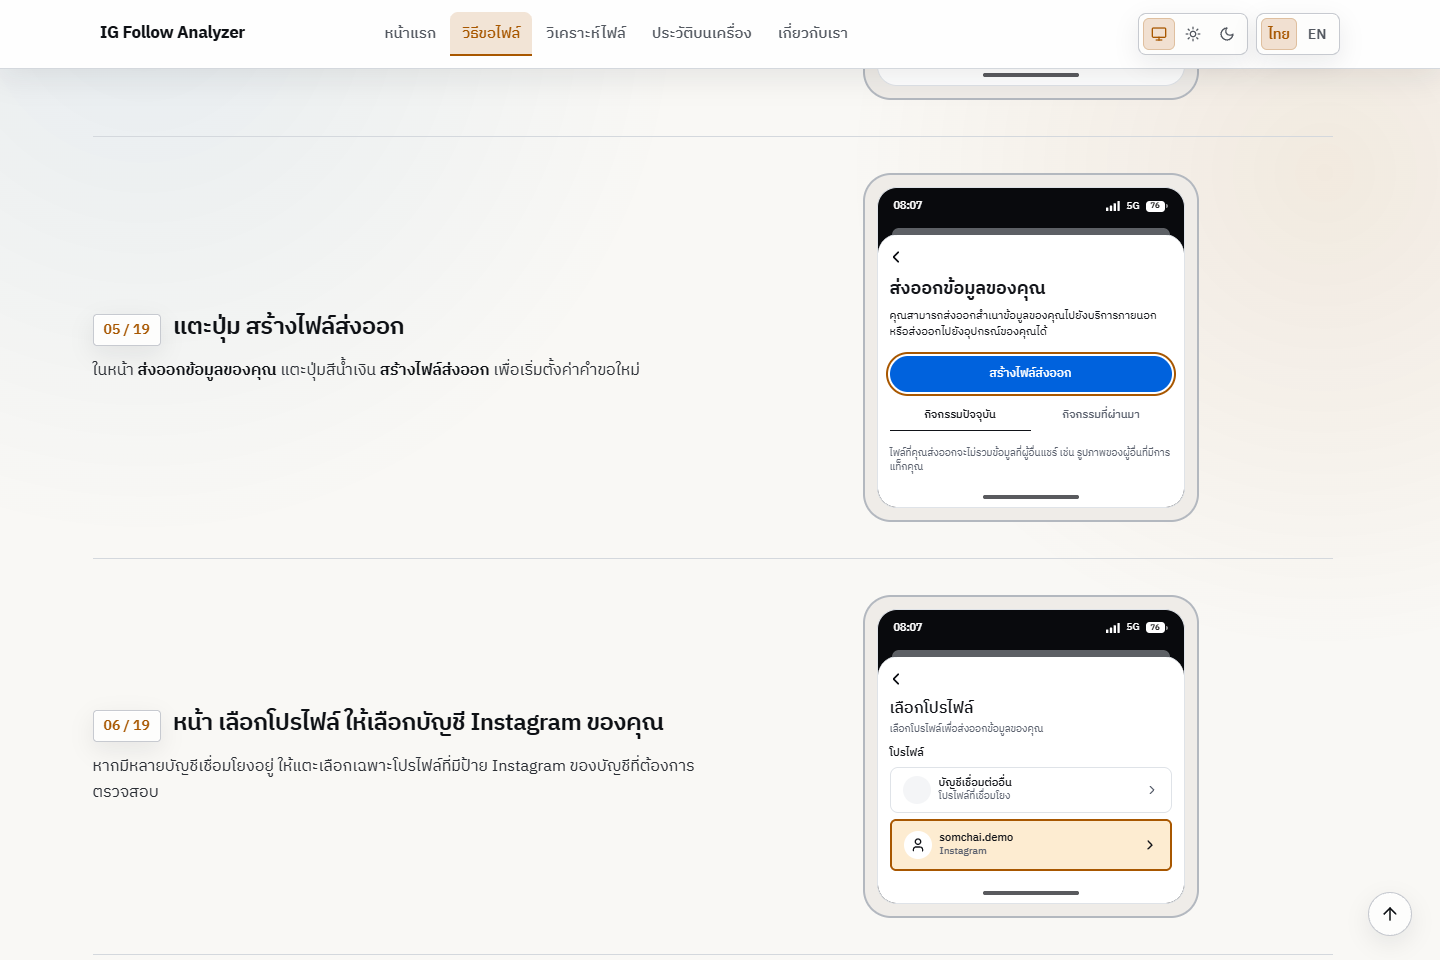 IG Follow Analyzer
หน้าแรก
วิธีขอไฟล์
วิเคราะห์ไฟล์
ประวัติบนเครื่อง
เกี่ยวกับเรา
ไทย
EN
05 / 19
แตะปุ่ม สร้างไฟล์ส่งออก
ในหน้า ส่งออกข้อมูลของคุณ แตะปุ่มสีน้ำเงิน สร้างไฟล์ส่งออก เพื่อเริ่มตั้งค่าคำขอใหม่
08:07
5G
76
ส่งออกข้อมูลของคุณ
คุณสามารถส่งออกสำเนาข้อมูลของคุณไปยังบริการภายนอก
หรือส่งออกไปยังอุปกรณ์ของคุณได้
สร้างไฟล์ส่งออก
กิจกรรมปัจจุบัน
กิจกรรมที่ผ่านมา
ไฟล์ที่คุณส่งออกจะไม่รวมข้อมูลที่ผู้อื่นแชร์ เช่น รูปภาพของผู้อื่นที่มีการ
แท็กคุณ
06 / 19
หน้า เลือกโปรไฟล์ ให้เลือกบัญชี Instagram ของคุณ
หากมีหลายบัญชีเชื่อมโยงอยู่ ให้แตะเลือกเฉพาะโปรไฟล์ที่มีป้าย Instagram ของบัญชีที่ต้องการ
ตรวจสอบ
08:07
5G
76
เลือกโปรไฟล์
เลือกโปรไฟล์เพื่อส่งออกข้อมูลของคุณ
โปรไฟล์
บัญชีเชื่อมต่ออื่น
โปรไฟล์ที่เชื่อมโยง
somchai.demo
Instagram